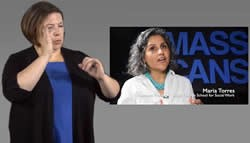 MASS
CANS
Maria Torres
School for Social Work